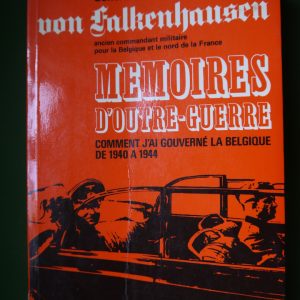 von Falkenhausen
ancien commandant militaire
pour la Belgique et le nord de la France
MEMOIRES
D'OUTRE-GUERRE
COMMENT J'AI GOUVERNÉ LA BELGIQUE
DE 1940 A 1944